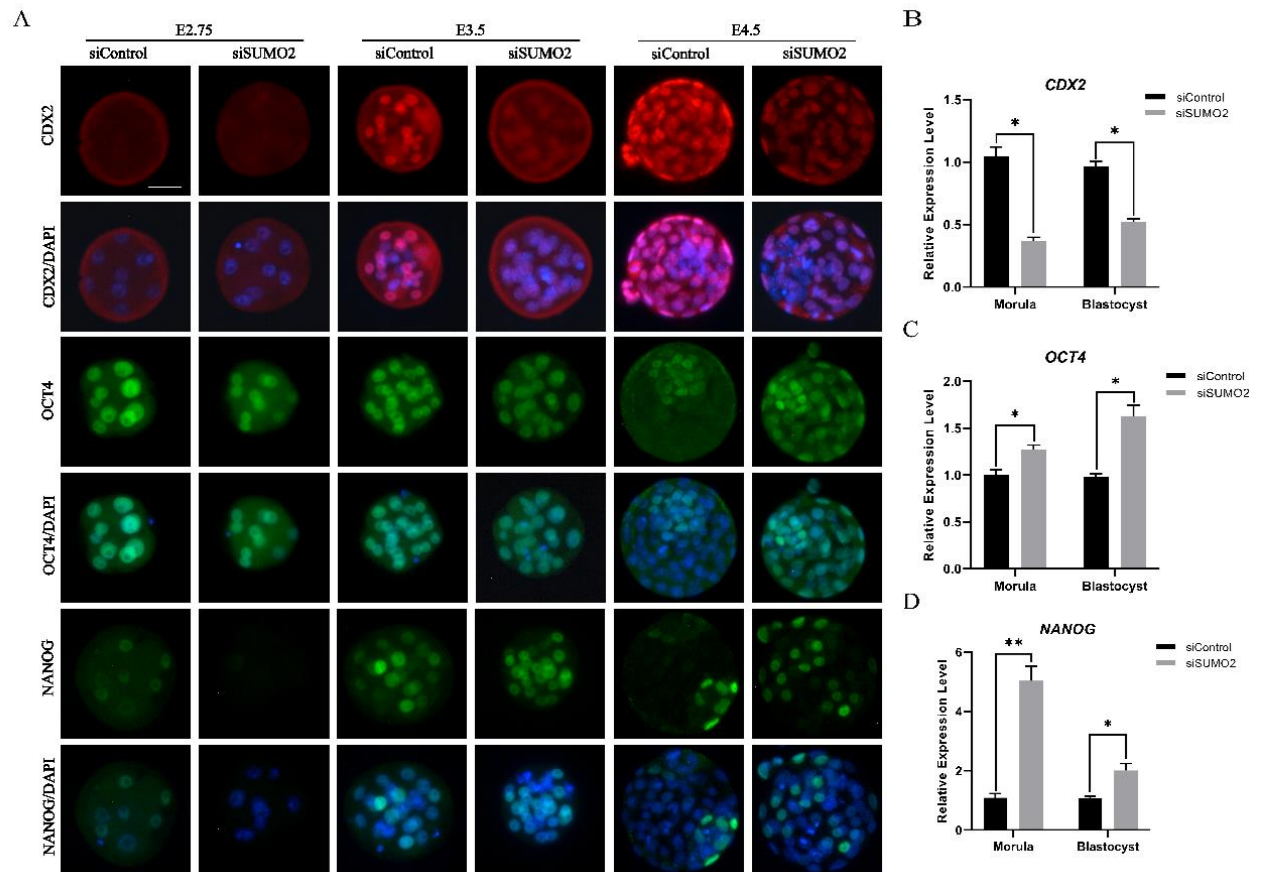 A
E2.75 E3.5 E4.5
siControl siSUMO2 siControl siSUMO2 siControl siSUMO2
CDX2
CDX2/DAPI
OCT4
OCT4/DAPI
NANOG
NANOG/DAPI
B
CDX2
siControl
siSUMO2
Relative Expression Level
1.5
1.0
0.5
0.0
* *
Morula Blastocyst
C
OCT4
siControl
siSUMO2
Relative Expression Level
2.0
1.5
1.0
0.5
0.0
* *
Morula Blastocyst
D
NANOG
siControl
siSUMO2
Relative Expression Level
6
4
2
0
** *
Morula Blastocyst